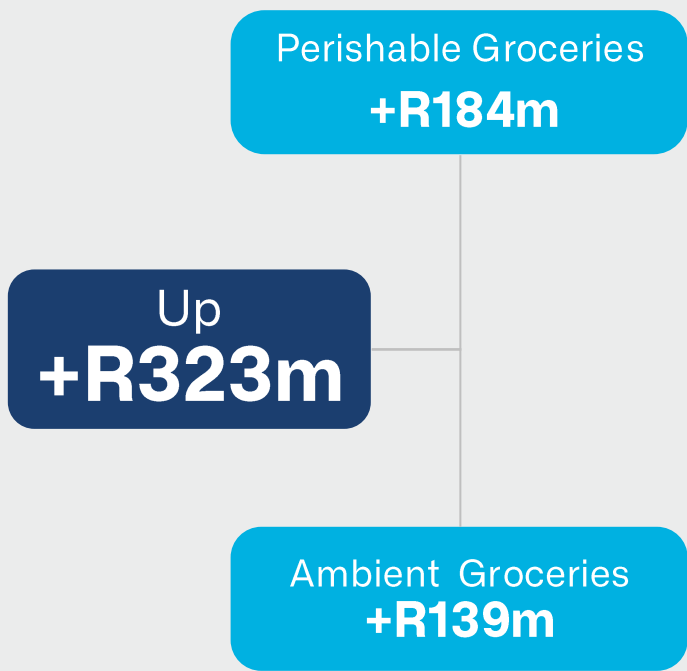 Perishable Groceries
+R184m
Up
+R323m
Ambient Groceries
+R139m